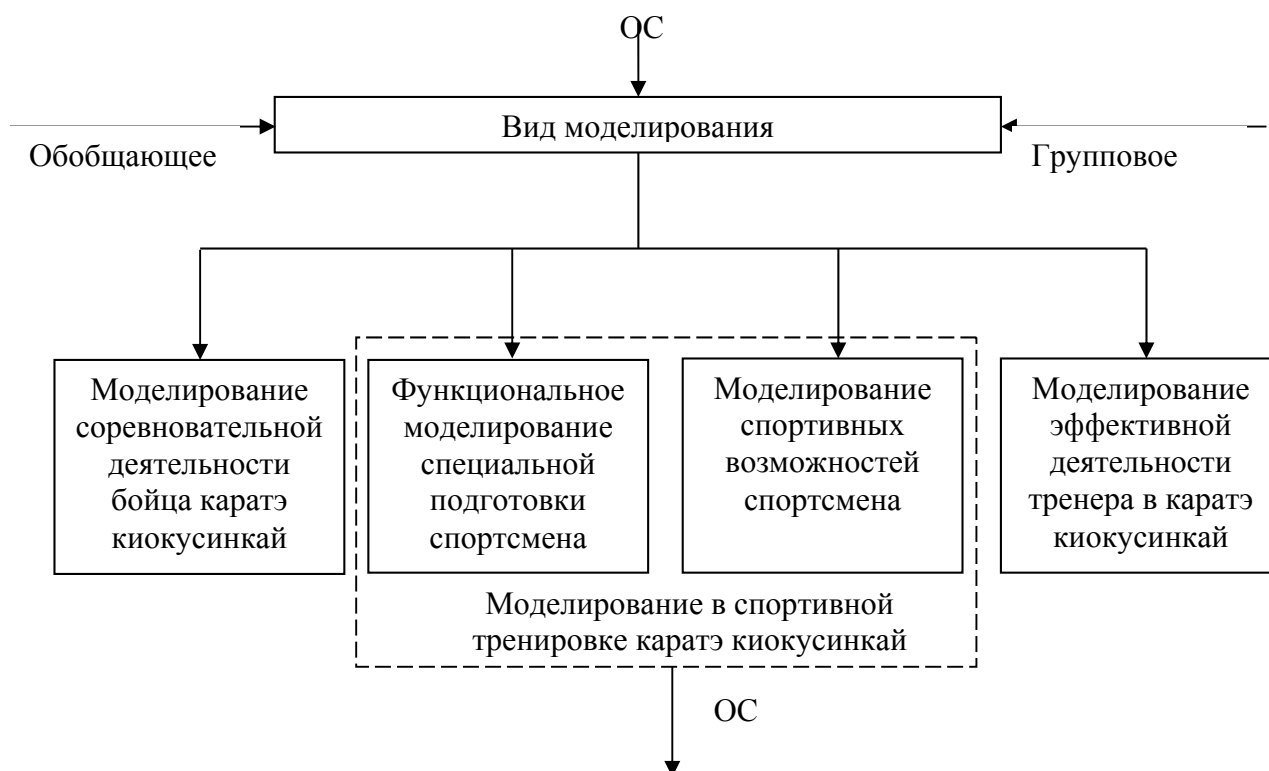 ОС
Вид моделирования
Обобщающее
Групповое
Моделирование
соревновательной
деятельности
бойца каратэ
киокусинкай
Функциональное
моделирование
специальной
подготовки
спортсмена
Моделирование
спортивных
возможностей
спортсмена
Моделирование
эффективной
деятельности
тренера в каратэ
киокусинкай
Моделирование в спортивной
тренировке каратэ киокусинкай
ОС